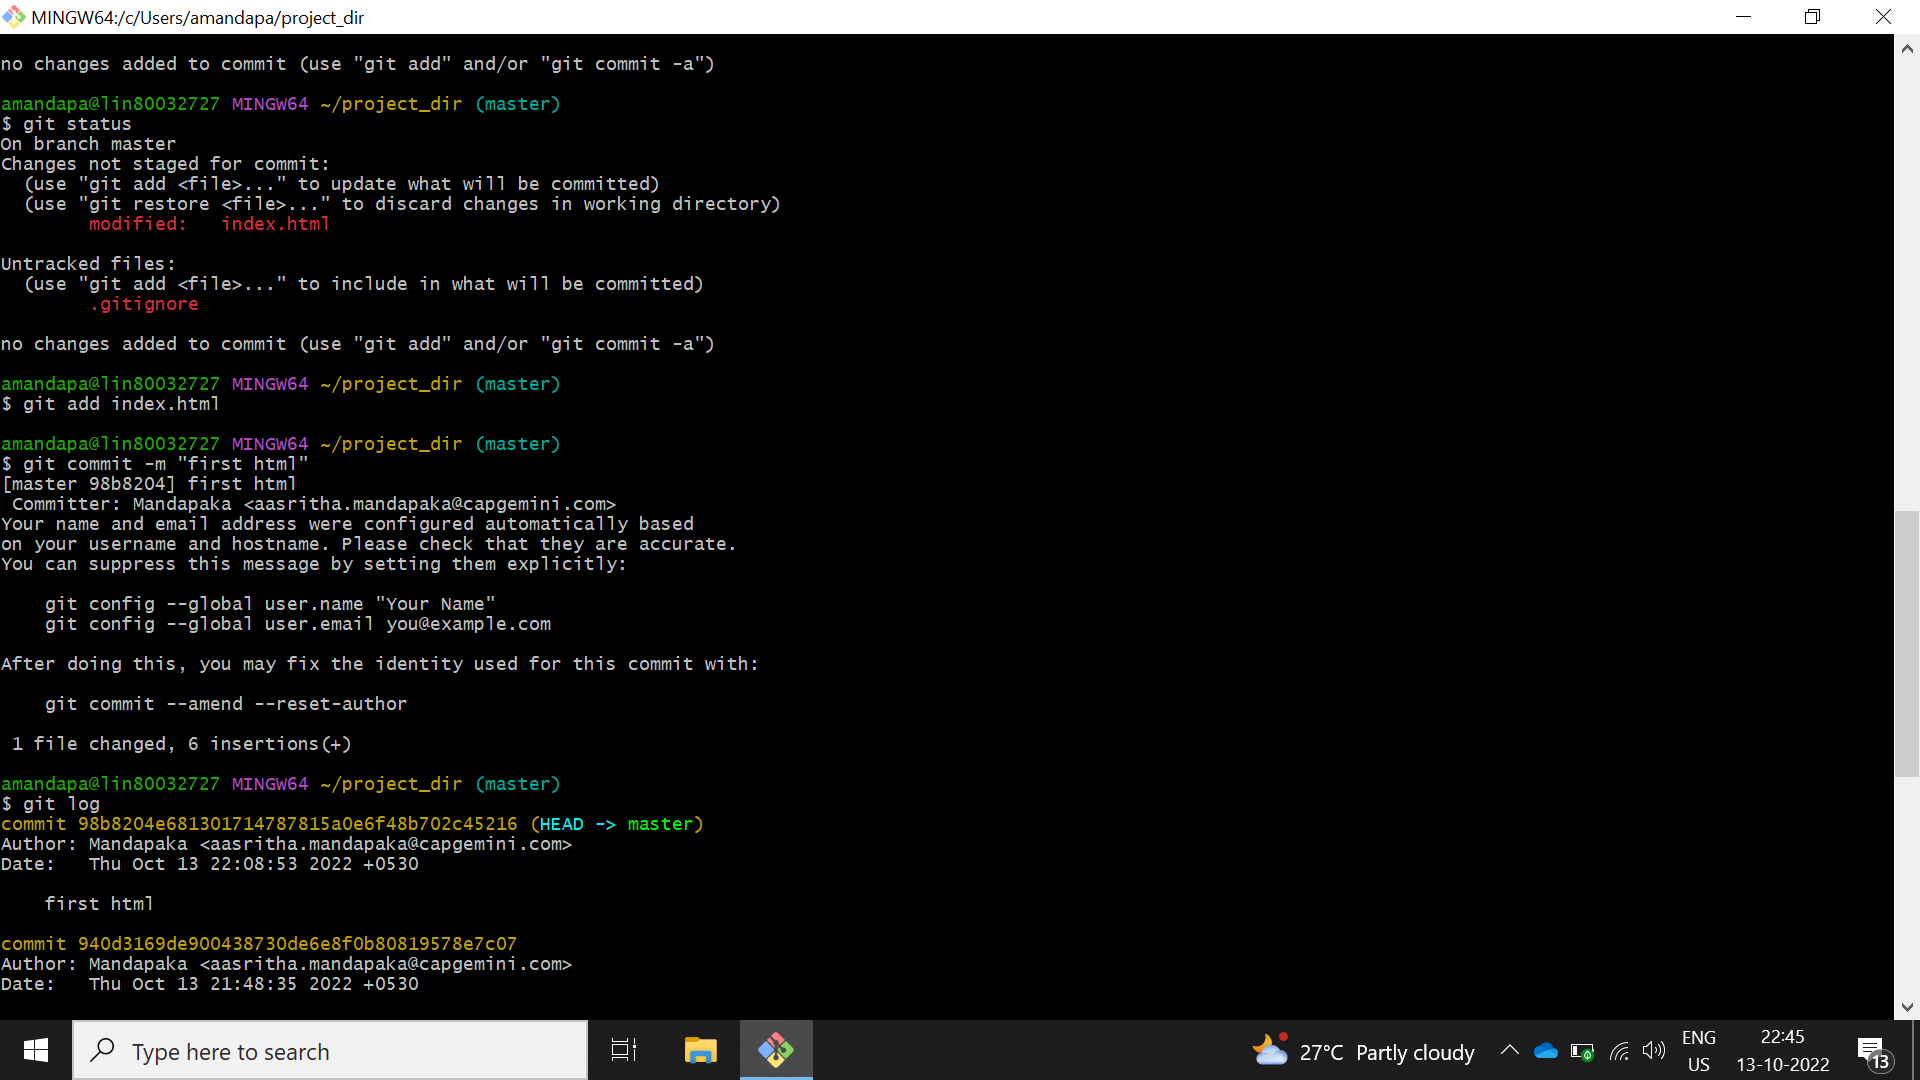 MINGW64:/c/Users/amandapa/project_dir
no changes added to commit (use "git add" and/or "git commit -a")
amandapa@lin80032727 MINGW64 ~/project_dir (master)
$ git status
On branch master
Changes not staged for commit:
  (use "git add <file>..." to update what will be committed)
  (use "git restore <file>..." to discard changes in working directory)
        modified:   index.html
Untracked files:
  (use "git add <file>..." to include in what will be committed)
        .gitignore
no changes added to commit (use "git add" and/or "git commit -a")
amandapa@lin80032727 MINGW64 ~/project_dir (master)
$ git add index.html
amandapa@lin80032727 MINGW64 ~/project_dir (master)
$ git commit -m "first html"
[master 98b8204] first html
 Committer: Mandapaka <aasritha.mandapaka@capgemini.com>
Your name and email address were configured automatically based
on your username and hostname. Please check that they are accurate.
You can suppress this message by setting them explicitly:
    git config --global user.name "Your Name"
    git config --global user.email you@example.com
After doing this, you may fix the identity used for this commit with:
    git commit --amend --reset-author
 1 file changed, 6 insertions(+)
amandapa@lin80032727 MINGW64 ~/project_dir (master)
$ git log
commit 98b8204e681301714787815a0e6f48b702c45216 (HEAD -> master)
Author: Mandapaka <aasritha.mandapaka@capgemini.com>
Date:   Thu Oct 13 22:08:53 2022 +0530
    first html
commit 940d3169de900438730de6e8f0b80819578e7c07
Author: Mandapaka <aasritha.mandapaka@capgemini.com>
Date:   Thu Oct 13 21:48:35 2022 +0530
Type here to search
27°C Partly cloudy
ENG
US
22:45
13-10-2022
13